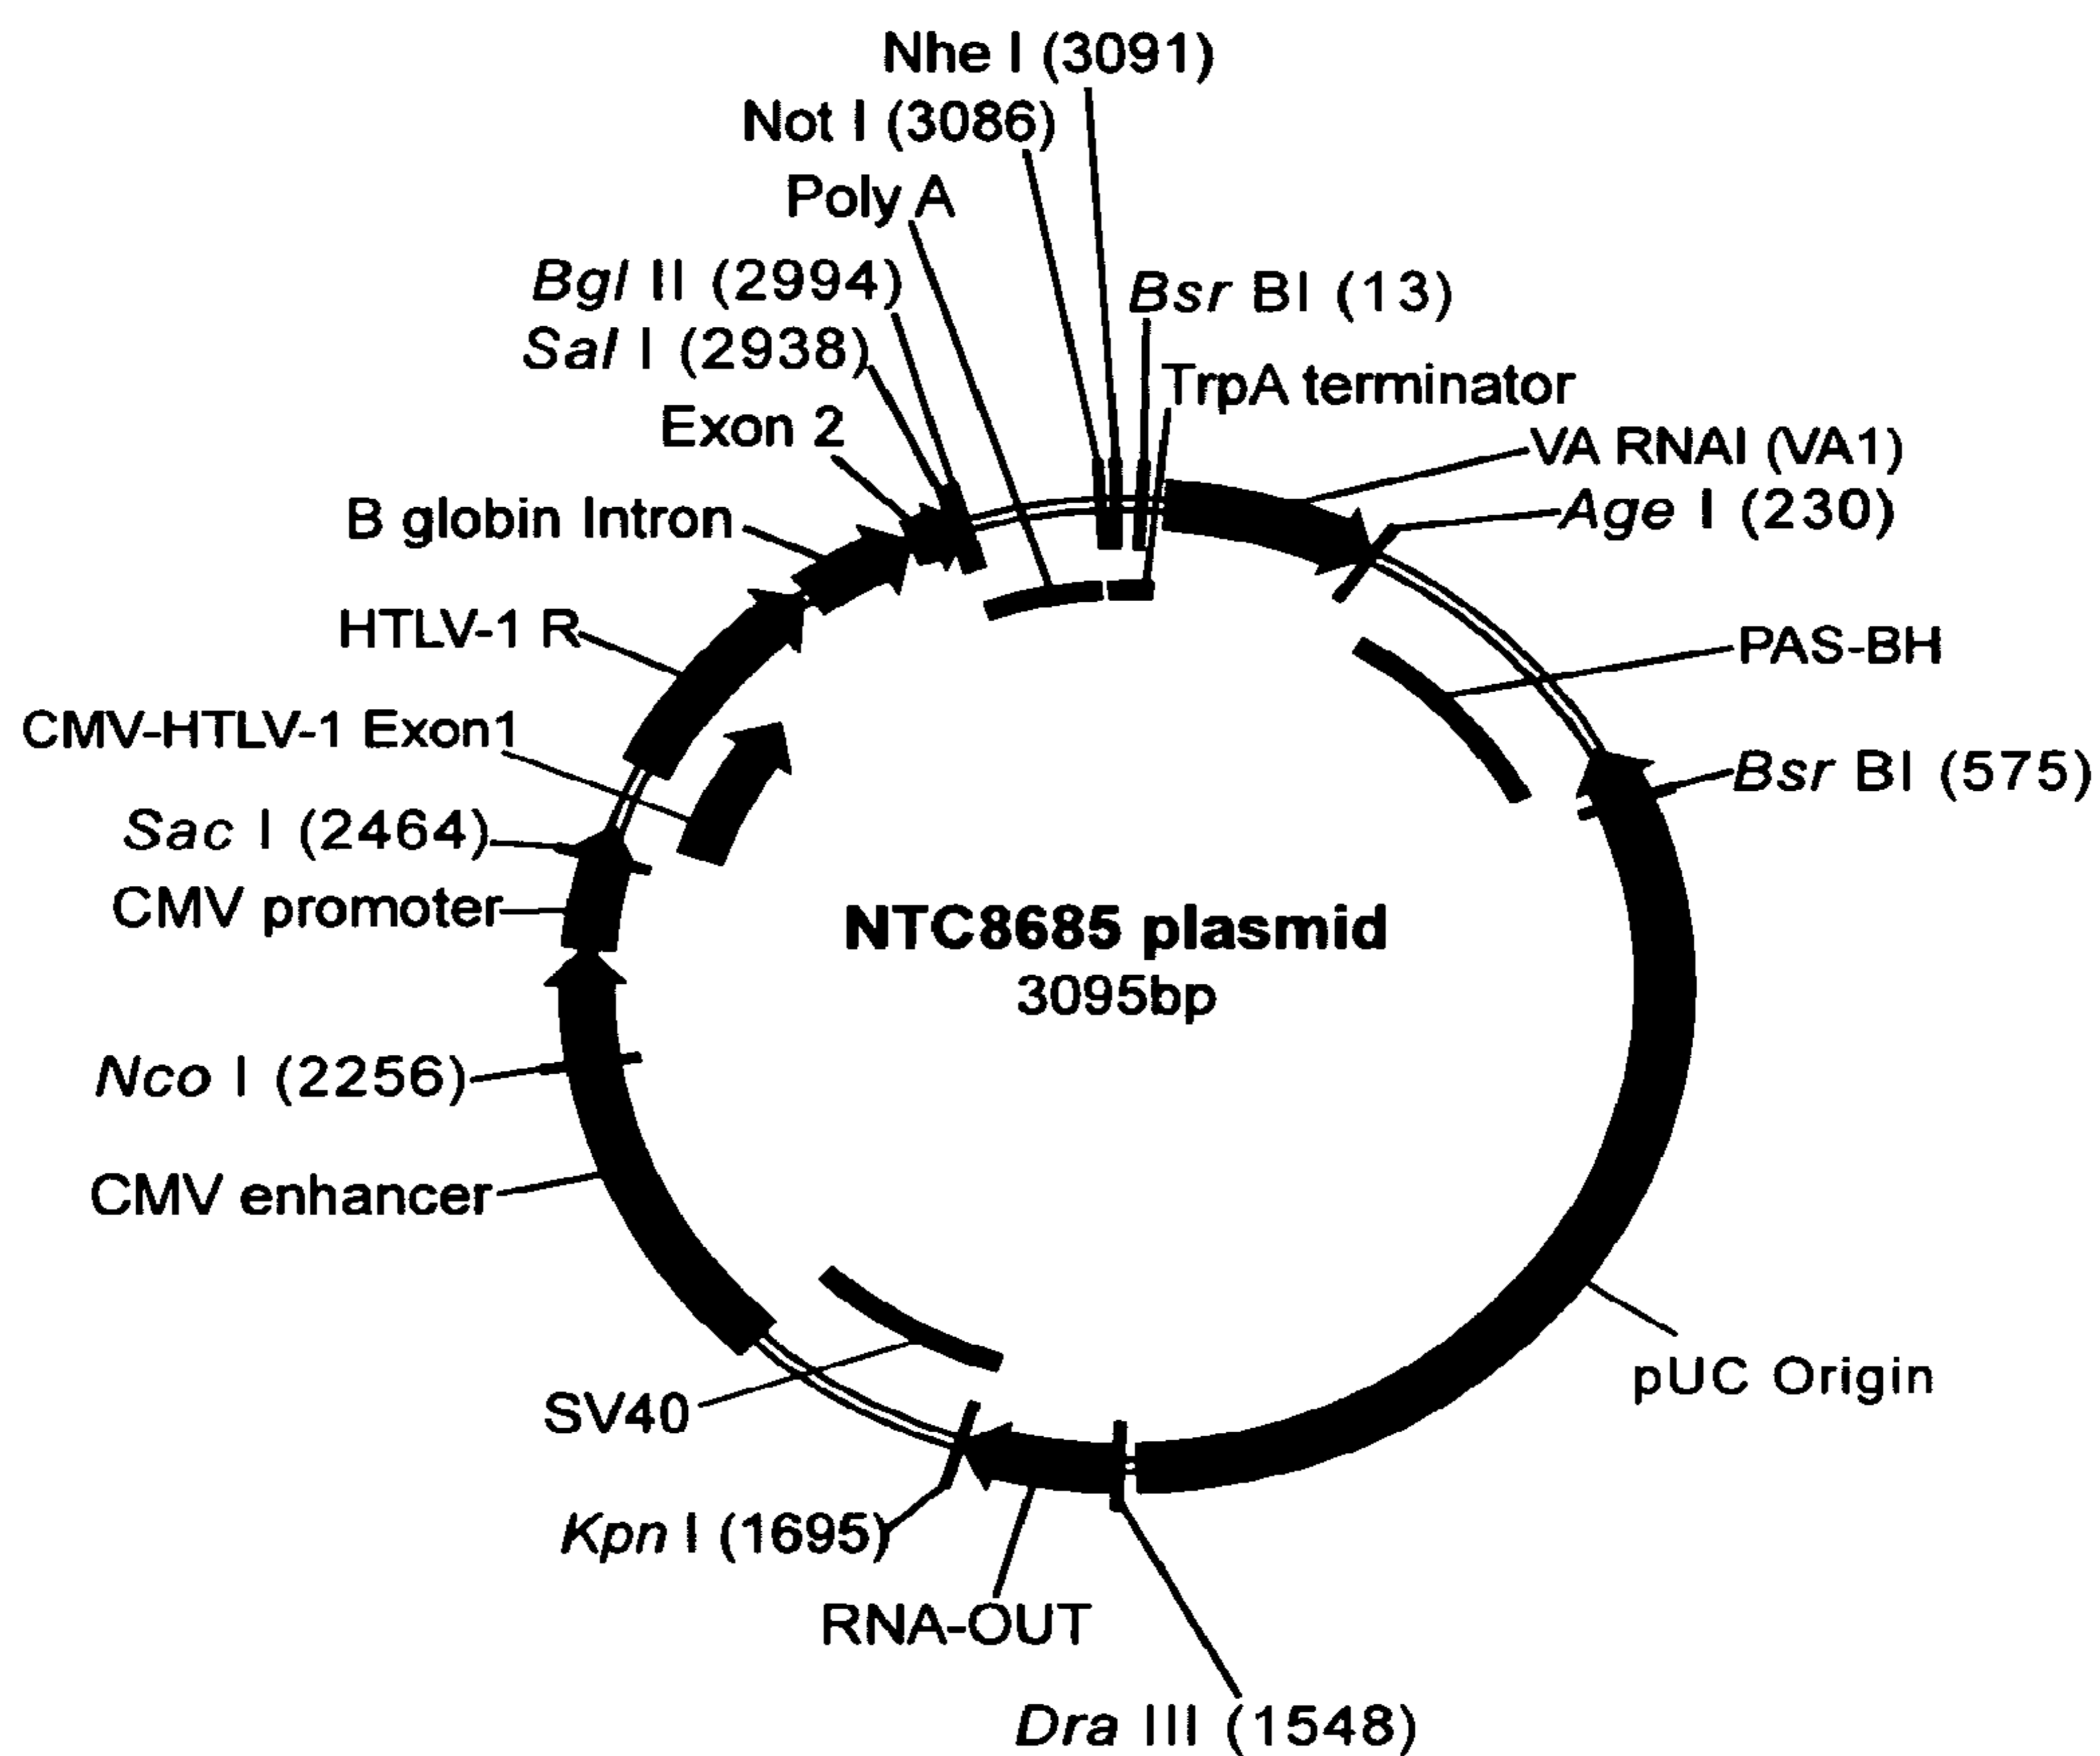 Nhe I (3091)
Not I (3086)
Poly A
Bgl II (2994)
Bsr BI (13)
Sal I (2938)
TrpA terminator
Exon 2
VA RNAI (VA1)
B globin Intron
Age I (230)
HTLV-1 R
PAS-BH
CMV-HTLV-1 Exon1
Bsr BI (575)
Sac I (2464)
CMV promoter
NTC8685 plasmid
3095bp
Nco I (2256)
CMV enhancer
pUC Origin
SV40
Kpn I (1695)
RNA-OUT
Dra III (1548)